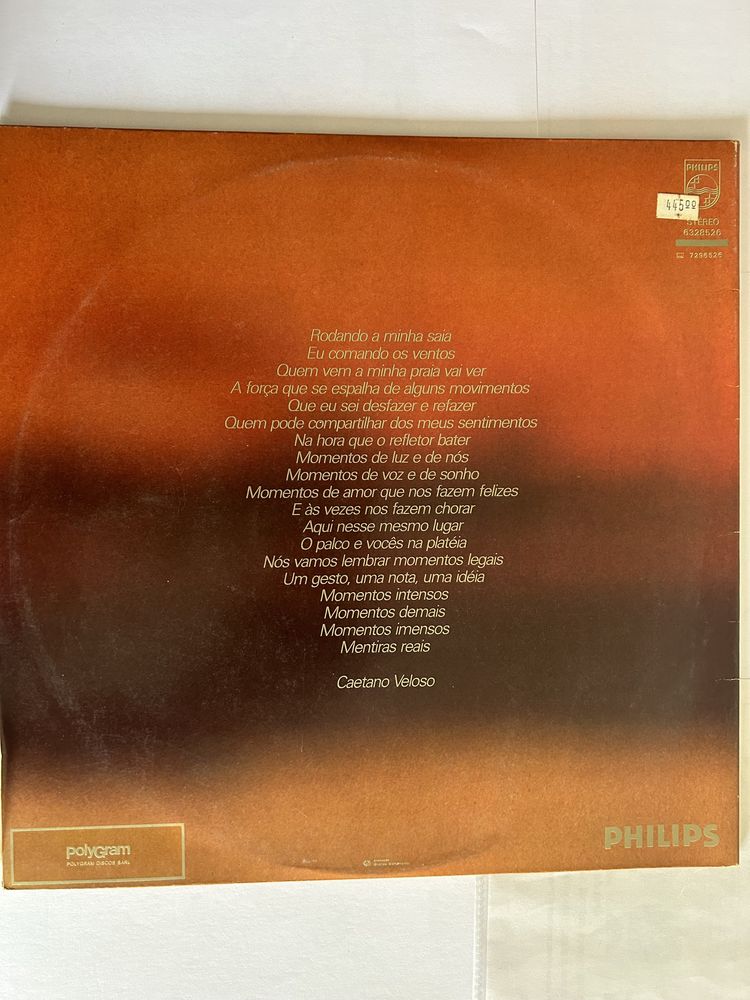 PHILIPS
445oo
STEREO
6328526
7296526
Rodando a minha saia
Eu comando os ventos
Quem vem a minha praia vai ver
A força que se espalha de alguns movimentos
Que eu sei desfazer e refazer
Quem pode compartilhar dos meus sentimentos
Na hora que o refletor bater
Momentos de luz e de nós
Momentos de voz e de sonho
Momentos de amor que nos fazem felizes
E às vezes nos fazem chorar
Aqui nesse mesmo lugar
O palco e vocês na platéia
Nós vamos lembrar momentos legais
Um gesto, uma nota, uma idéia
Momentos intensos
Momentos demais
Momentos imensos
Mentiras reais
Caetano Veloso
polyGram
POLYGRAM DISCOS SARL
PHILIPS